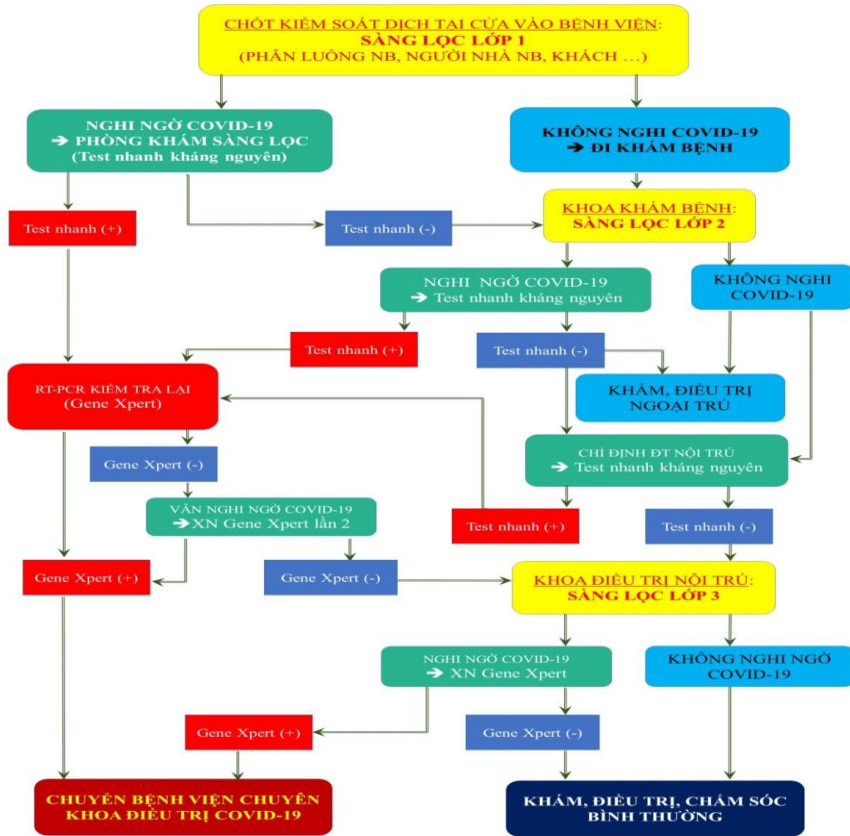 CHỐT KIỂM SOÁT DỊCH TẠI CỬA VÀO BỆNH VIỆN:
SÀNG LỌC LỚP 1
(PHÂN LUỒNG NB, NGƯỜI NHÀ NB, KHÁCH …)
NGHI NGỜ COVID-19
➔ PHÒNG KHÁM SÀNG LỌC
(Test nhanh kháng nguyên)
KHÔNG NGHI COVID-19
➔ ĐI KHÁM BỆNH
Test nhanh (+)
Test nhanh (-)
KHOA KHÁM BỆNH:
SÀNG LỌC LỚP 2
NGHI NGỜ COVID-19
➔ Test nhanh kháng nguyên
KHÔNG NGHI
COVID-19
Test nhanh (+)
Test nhanh (-)
RT-PCR KIỂM TRA LẠI
(Gene Xpert)
KHÁM, ĐIỀU TRỊ
NGOẠI TRÚ
Gene Xpert (-)
CHỈ ĐỊNH ĐT NỘI TRÚ
➔ Test nhanh kháng nguyên
VẪN NGHI NGỜ COVID-19
➔XN Gene Xpert lần 2
Test nhanh (+)
Test nhanh (-)
Gene Xpert (+)
Gene Xpert (-)
KHOA ĐIỀU TRỊ NỘI TRÚ:
SÀNG LỌC LỚP 3
NGHI NGỜ COVID-19
➔ XN Gene Xpert
KHÔNG NGHI NGỜ
COVID-19
Gene Xpert (+)
Gene Xpert (-)
CHUYỂN BỆNH VIỆN CHUYÊN
KHOA ĐIỀU TRỊ COVID-19
KHÁM, ĐIỀU TRỊ, CHĂM SÓC
BÌNH THƯỜNG